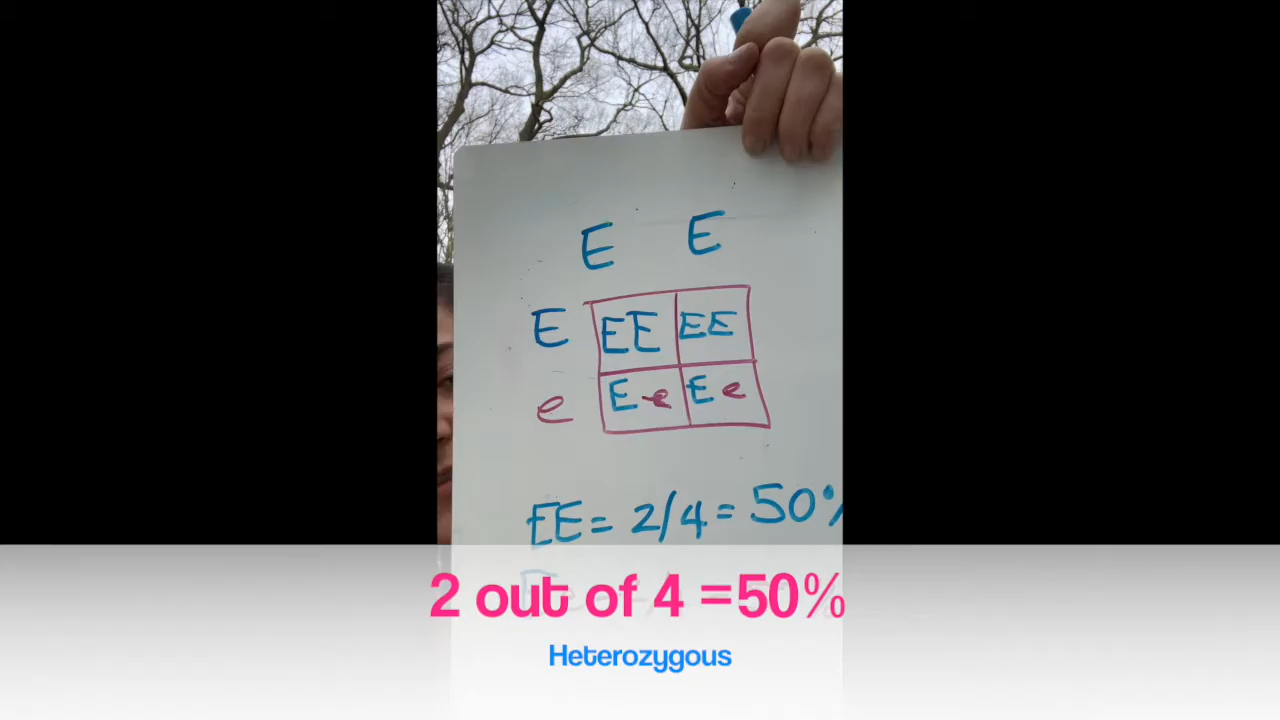 E E
E EE EE
e Ee Ee
EE = 2/4 = 50%
2 out of 4 =50%
Heterozygous